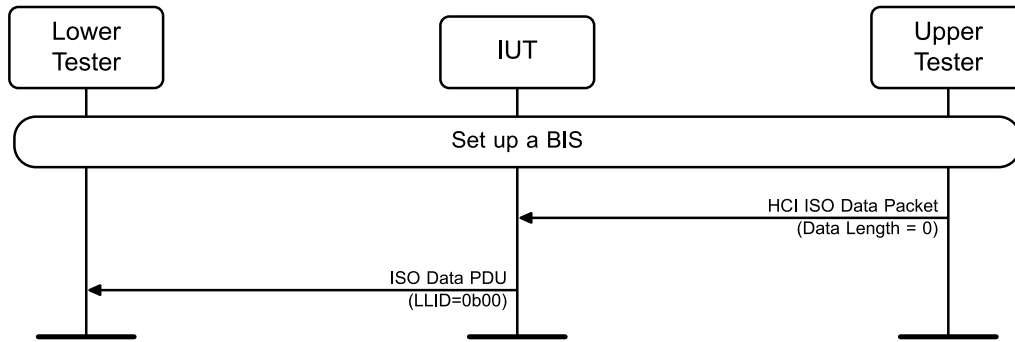 Lower
Tester
IUT
Upper
Tester
Set up a BIS
HCI ISO Data Packet
(Data Length = 0)
ISO Data PDU
(LLID=0b00)